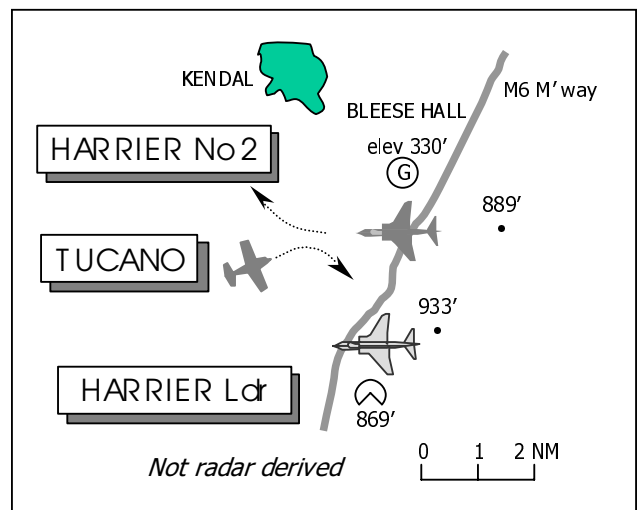 KENDAL
M6 M’way
BLEESE HALL
elev 330’
G
HARRIER No2
889’
TUCANO
933’
HARRIER Ldr
869’
0 1 2 NM
Not radar derived